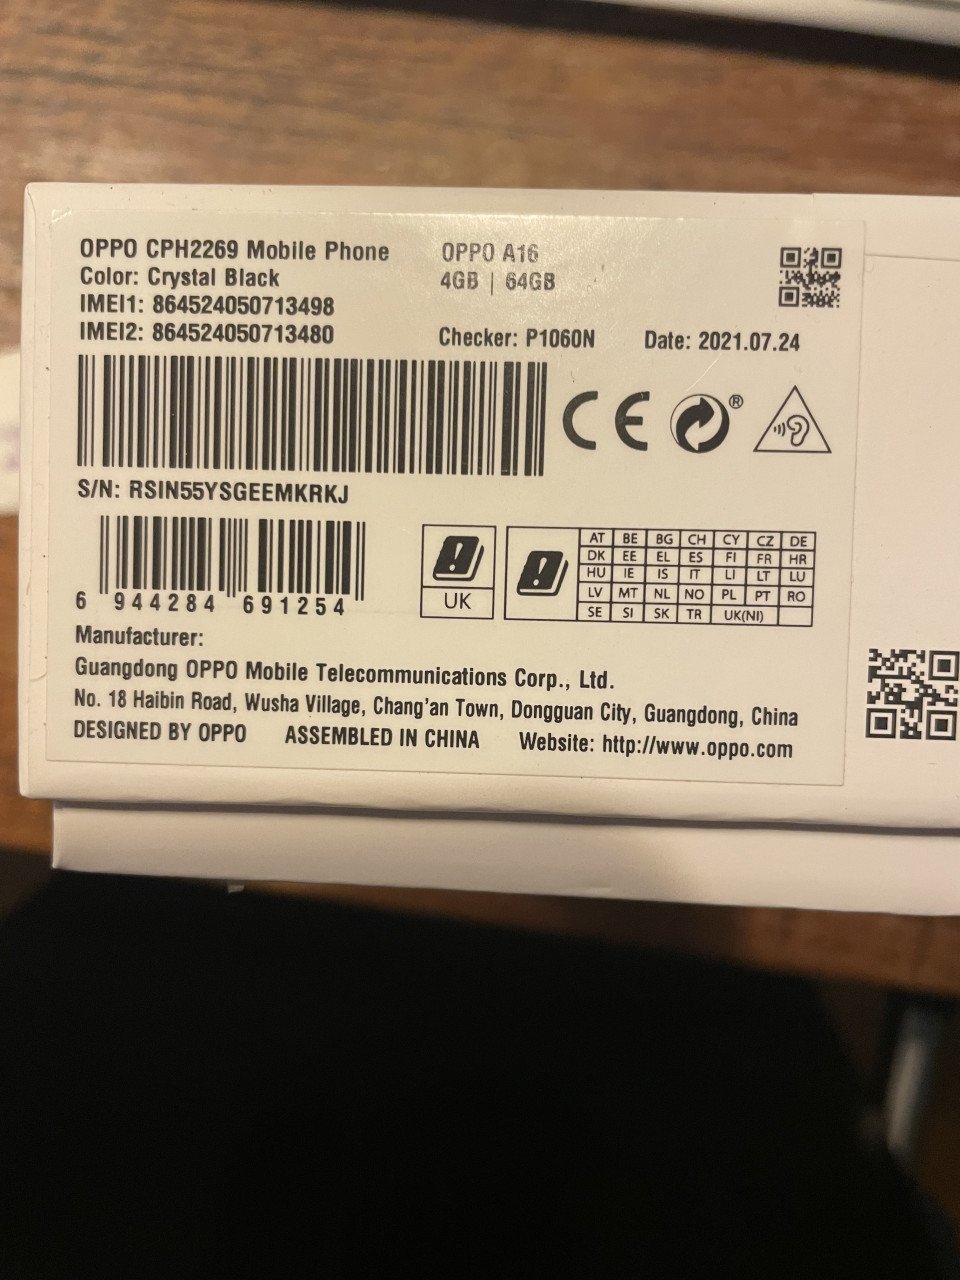 OPPO CPH2269 Mobile Phone OPPO A16
Color: Crystal Black 4GB | 64GB
IMEI1: 864524050713498
IMEI2: 864524050713480 Checker: P1060N Date: 2021.07.24
CE ®
S/N: RSIN55YSGEEMKRKJ
AT BE BG CH CY CZ DE
DK EE EL ES FI FR HR
HU IE IS IT LI LT LU
UK LV MT NL NO PL PT RO
6 944284 691254 SE SI SK TR UK(NI)
Manufacturer:
Guangdong OPPO Mobile Telecommunications Corp., Ltd.
No. 18 Haibin Road, Wusha Village, Chang'an Town, Dongguan City, Guangdong, China
DESIGNED BY OPPO ASSEMBLED IN CHINA Website: http://www.oppo.com